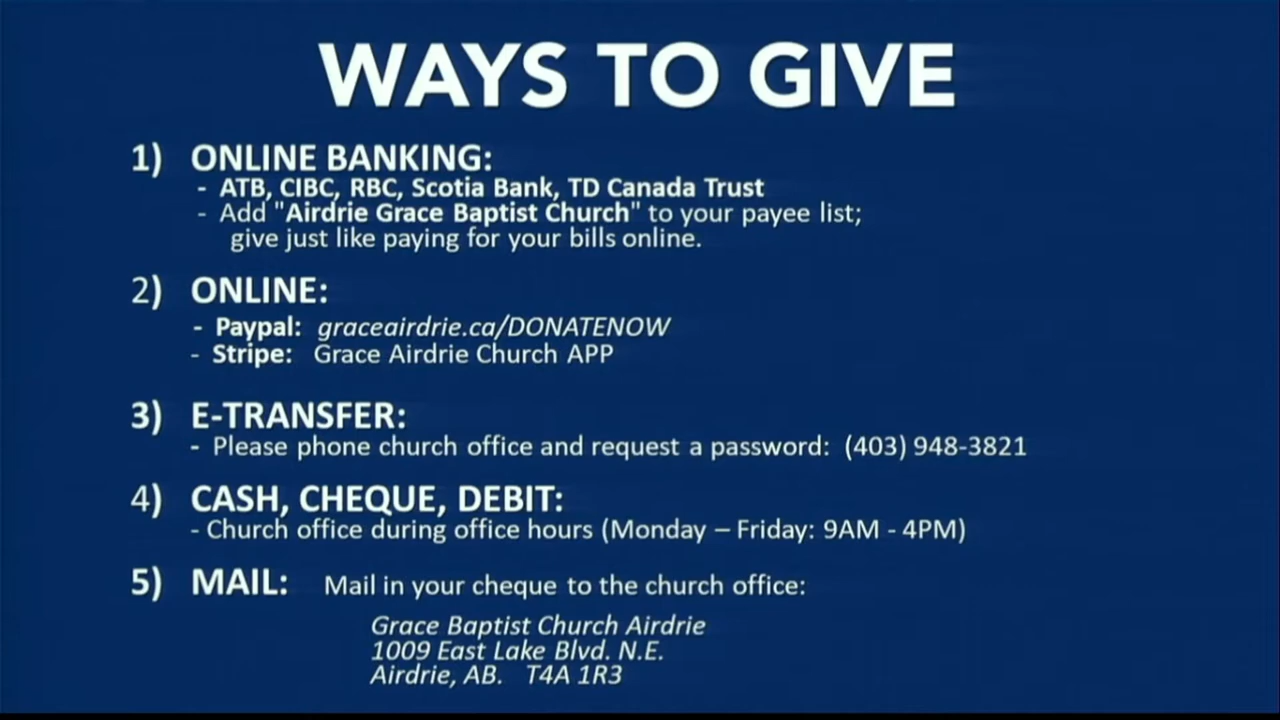 WAYS TO GIVE
1) ONLINE BANKING:
- ATB, CIBC, RBC, Scotia Bank, TD Canada Trust
- Add "Airdrie Grace Baptist Church" to your payee list;
give just like paying for your bills online.
2) ONLINE:
- Paypal: graceairdrie.ca/DONATENOW
- Stripe: Grace Airdrie Church APP
3) E-TRANSFER:
- Please phone church office and request a password: (403) 948-3821
4) CASH, CHEQUE, DEBIT:
- Church office during office hours (Monday – Friday: 9AM - 4PM)
5) MAIL: Mail in your cheque to the church office:
Grace Baptist Church Airdrie
1009 East Lake Blvd. N.E.
Airdrie, AB. T4A 1R3